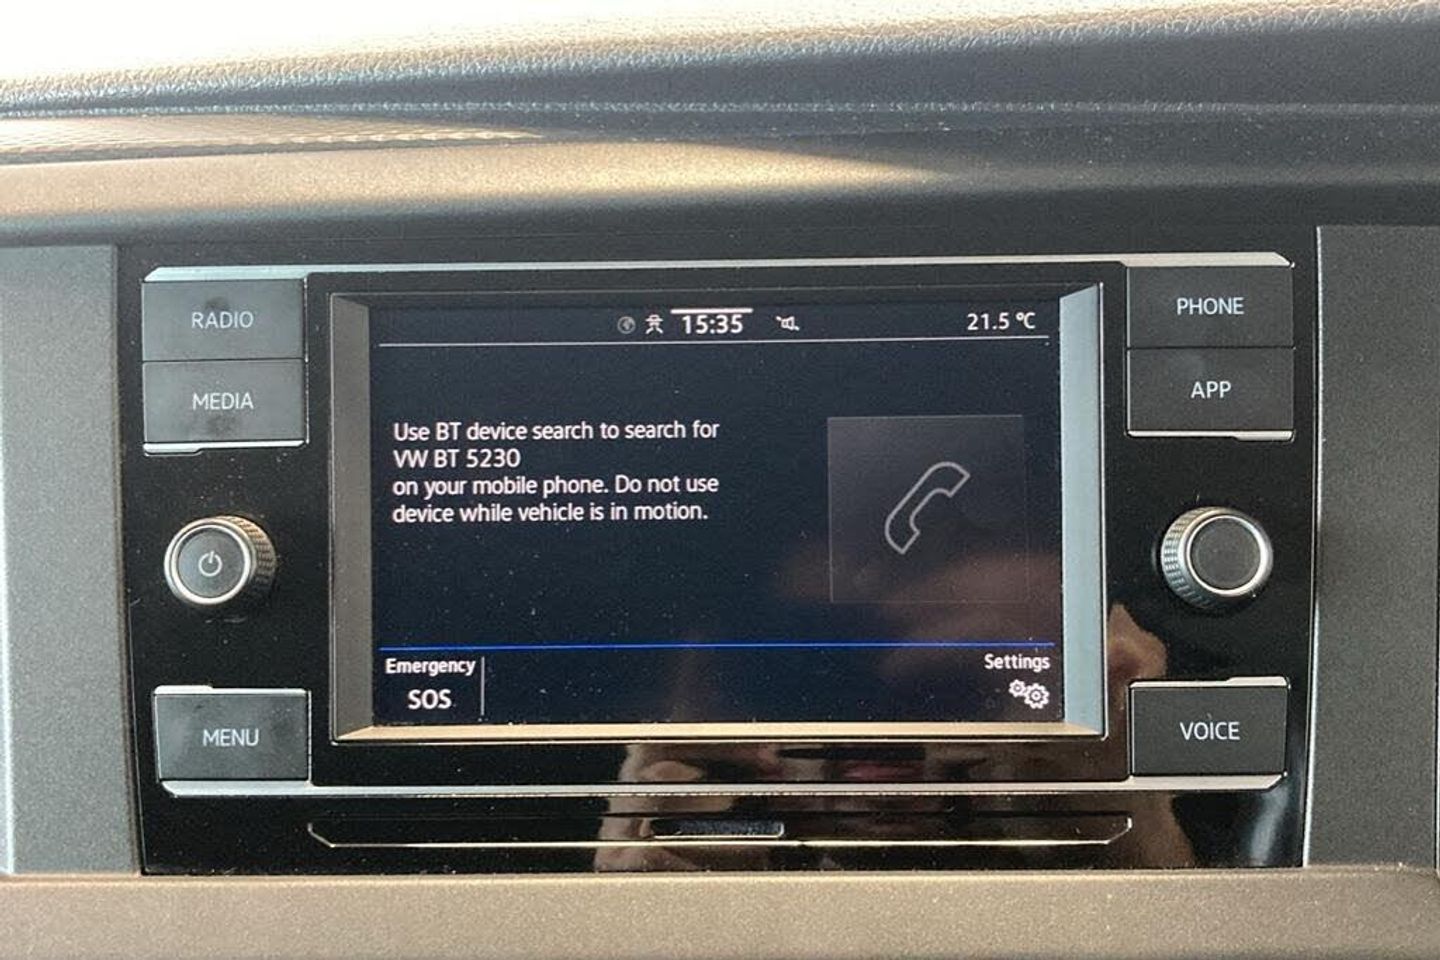 RADIO
MEDIA
MENU
15:35
21.5 °C
Use BT device search to search for
VW BT 5230
on your mobile phone. Do not use
device while vehicle is in motion.
Emergency
SOS
Settings
PHONE
APP
VOICE